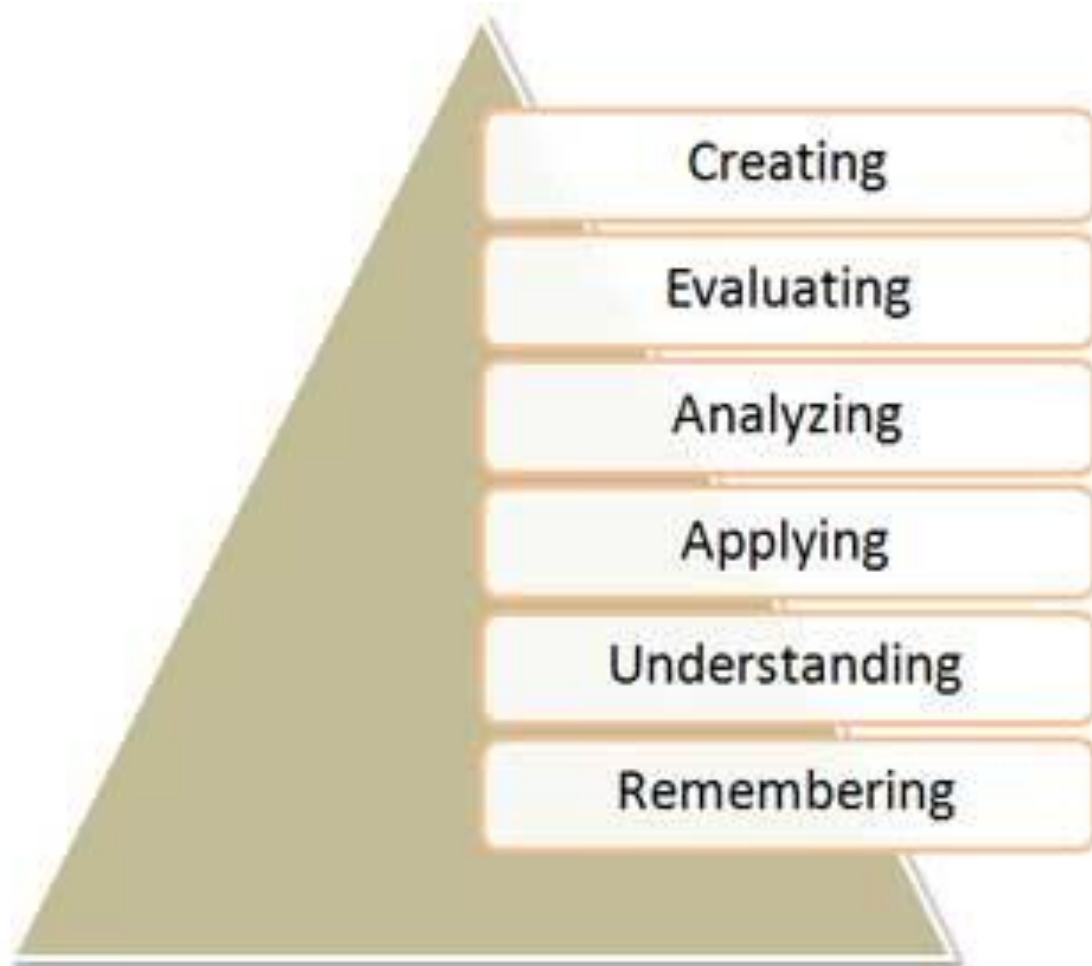 Creating
Evaluating
Analyzing
Applying
Understanding
Remembering